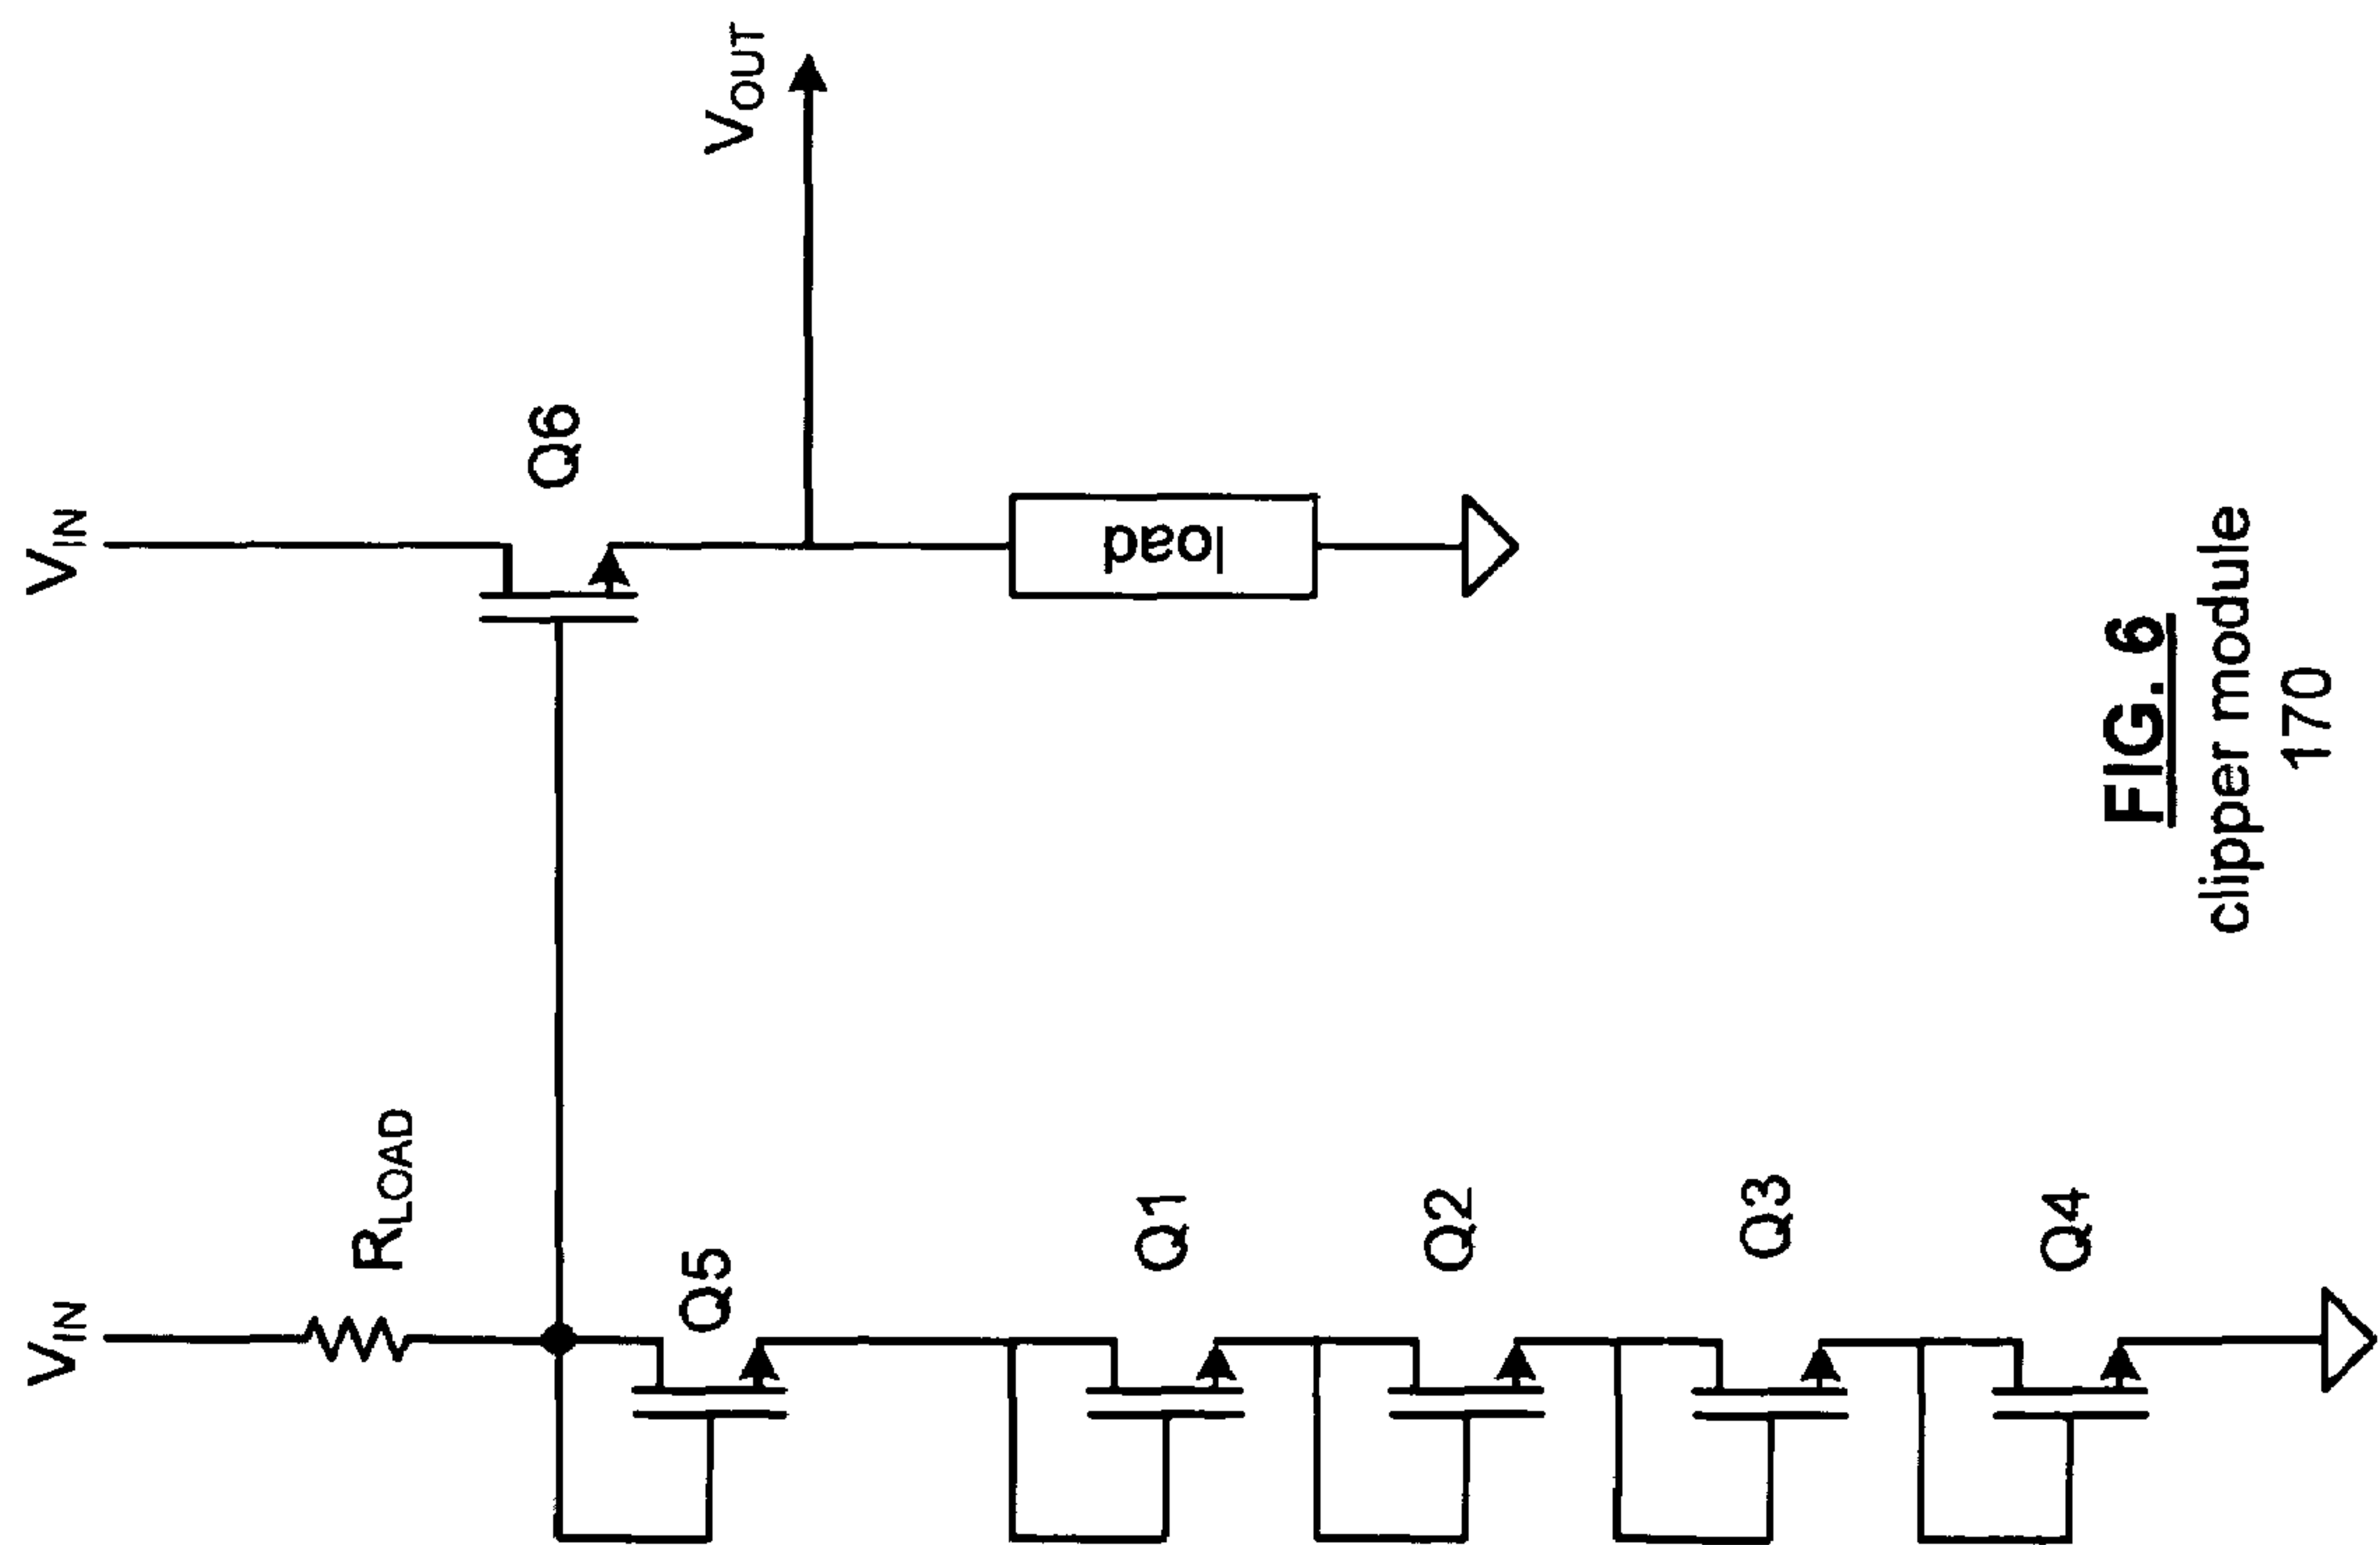 VIN
VIN
RLOAD
Q6
VOUT
Q5
load
Q1
Q2
Q3
Q4
FIG. 6
clipper module
170